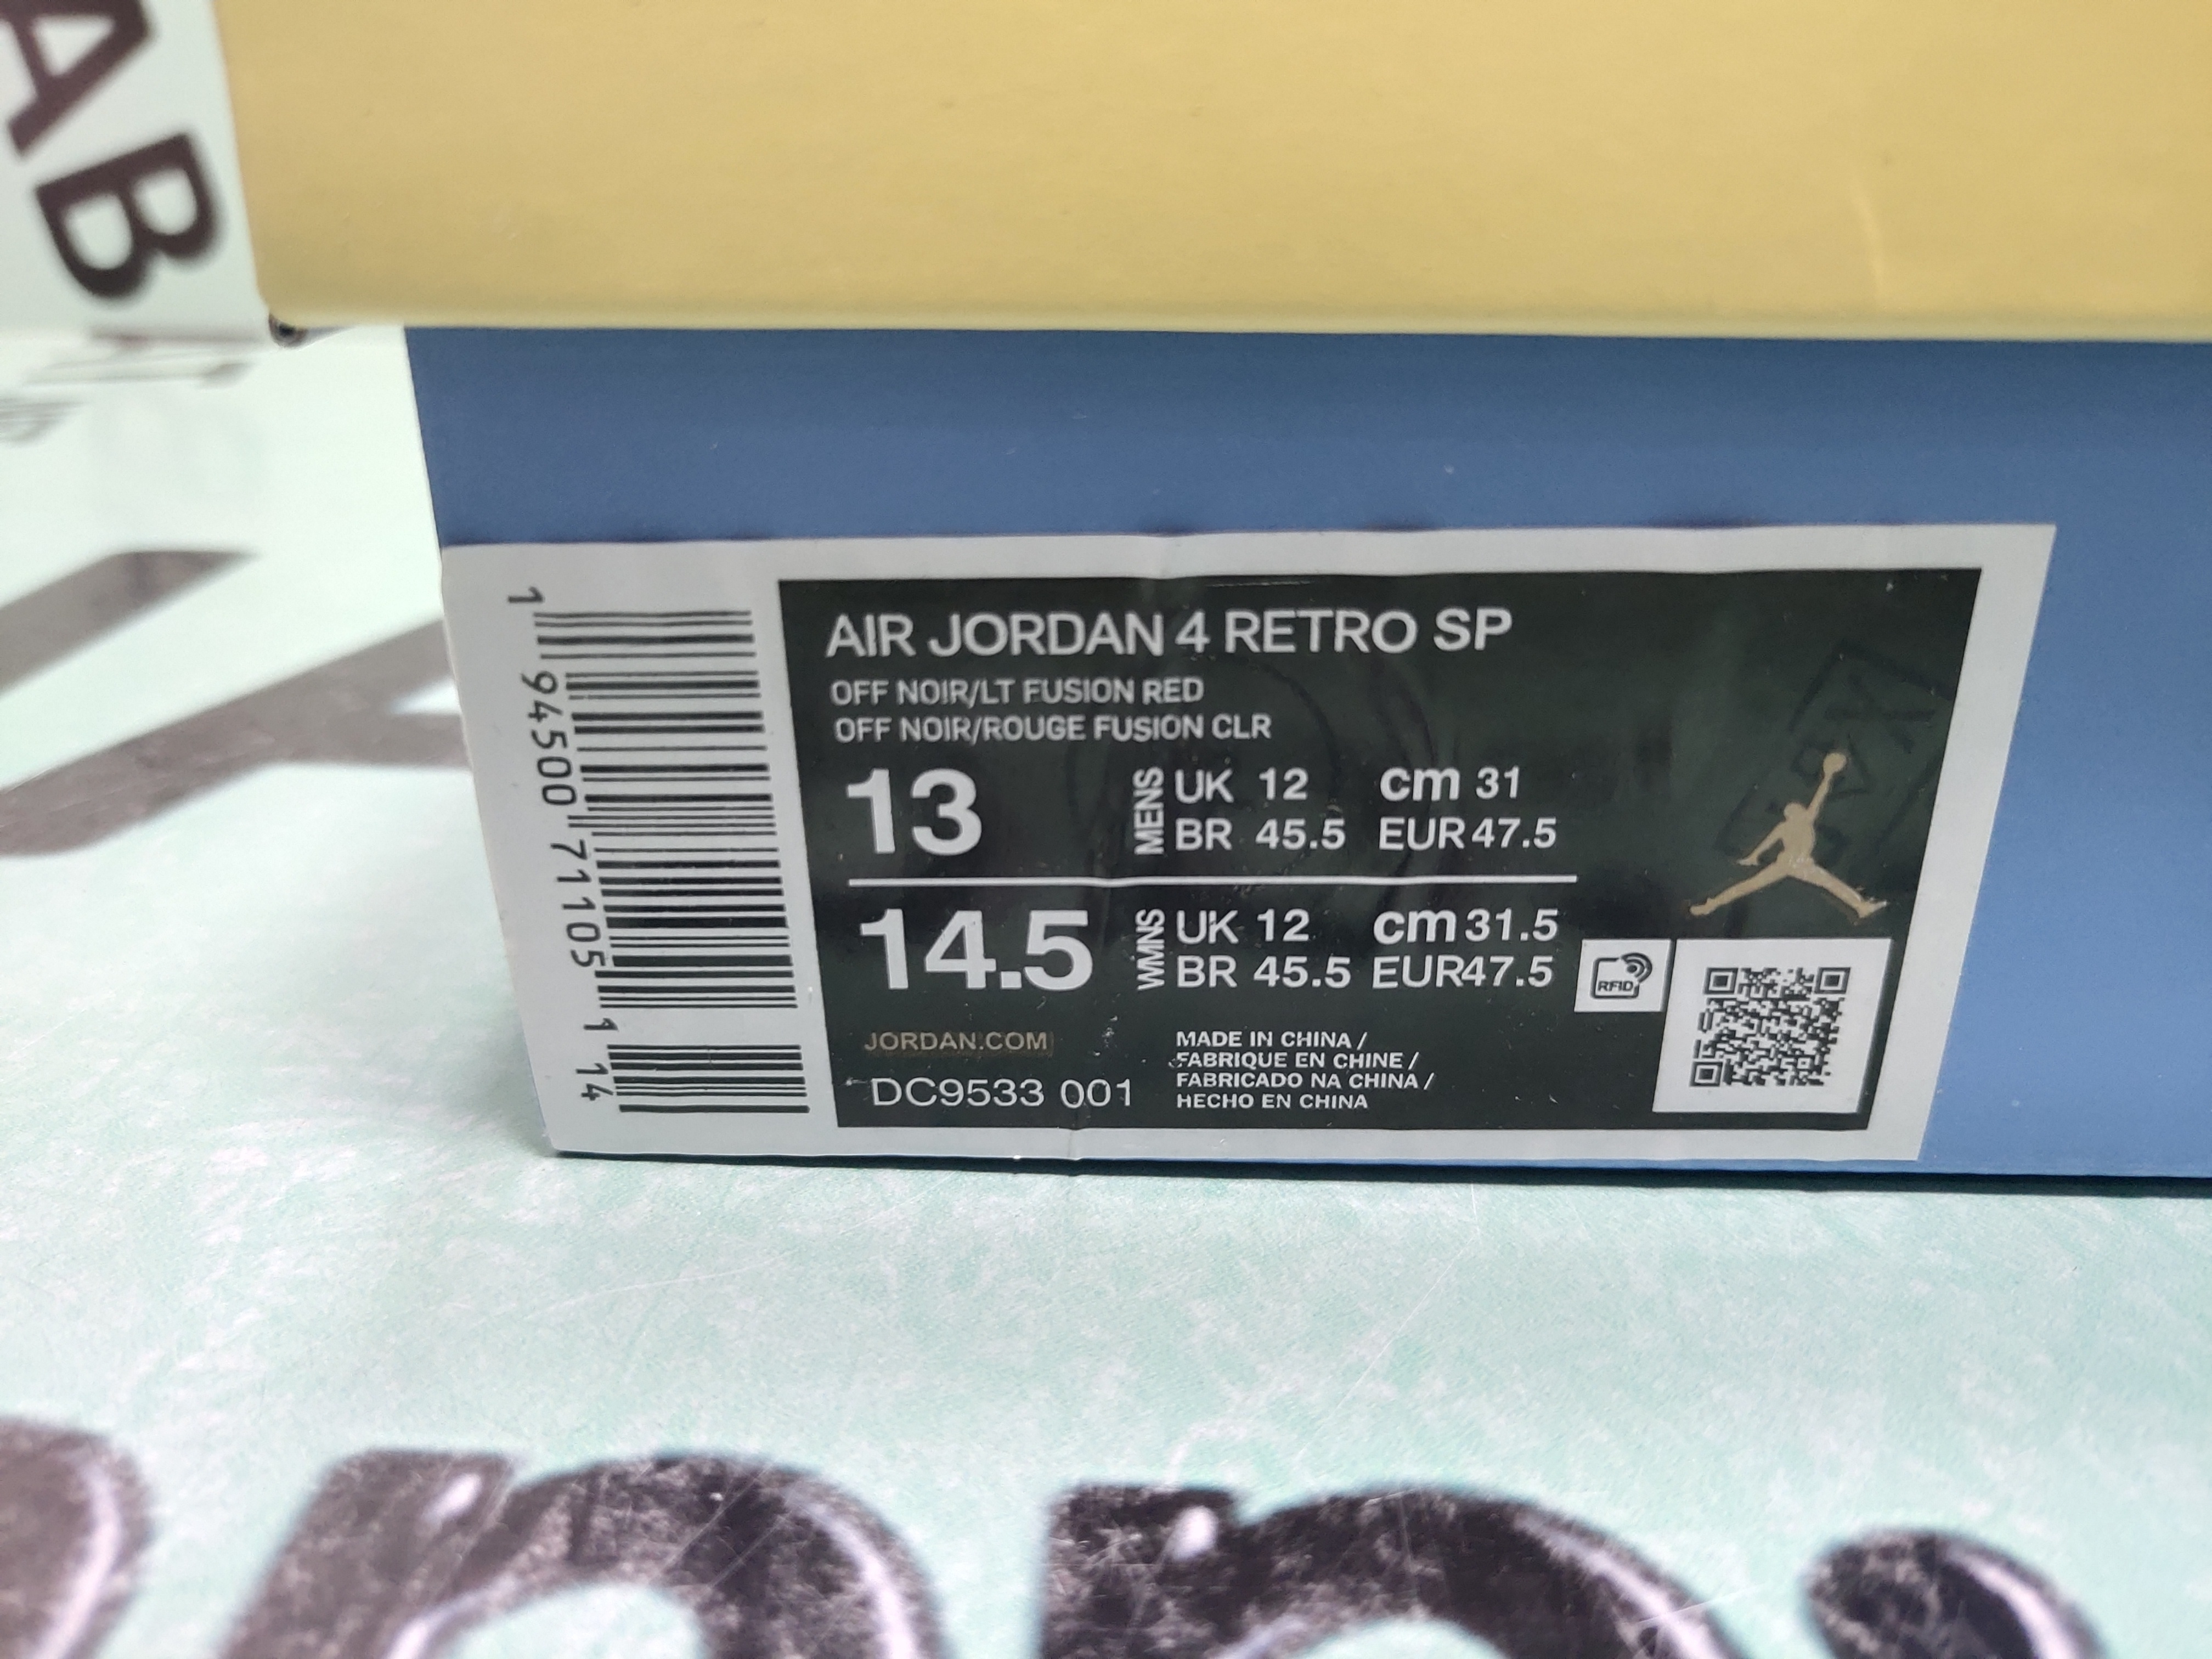 AB
AIR JORDAN 4 RETRO SP
OFF NOIR/LT FUSION RED
OFF NOIR/ROUGE FUSION CLR
13 MENS UK 12 cm 31
BR 45.5 EUR 47.5
14.5 WMNS UK 12 cm 31.5
BR 45.5 EUR 47.5
RFID
JORDAN.COM
DC9533 001
MADE IN CHINA /
FABRIQUE EN CHINE /
FABRICADO NA CHINA /
HECHO EN CHINA
1 94500 71105 1 14